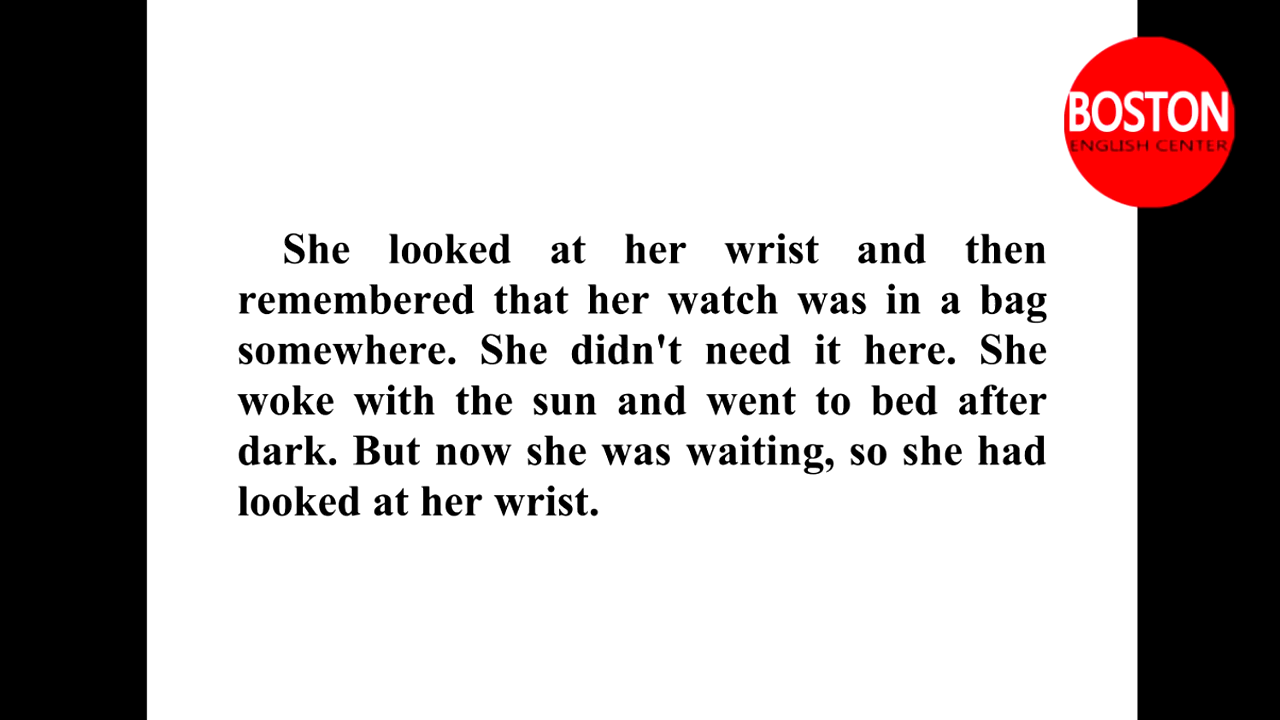 BOSTON
ENGLISH CENTER
She looked at her wrist and then
remembered that her watch was in a bag
somewhere. She didn't need it here. She
woke with the sun and went to bed after
dark. But now she was waiting, so she had
looked at her wrist.